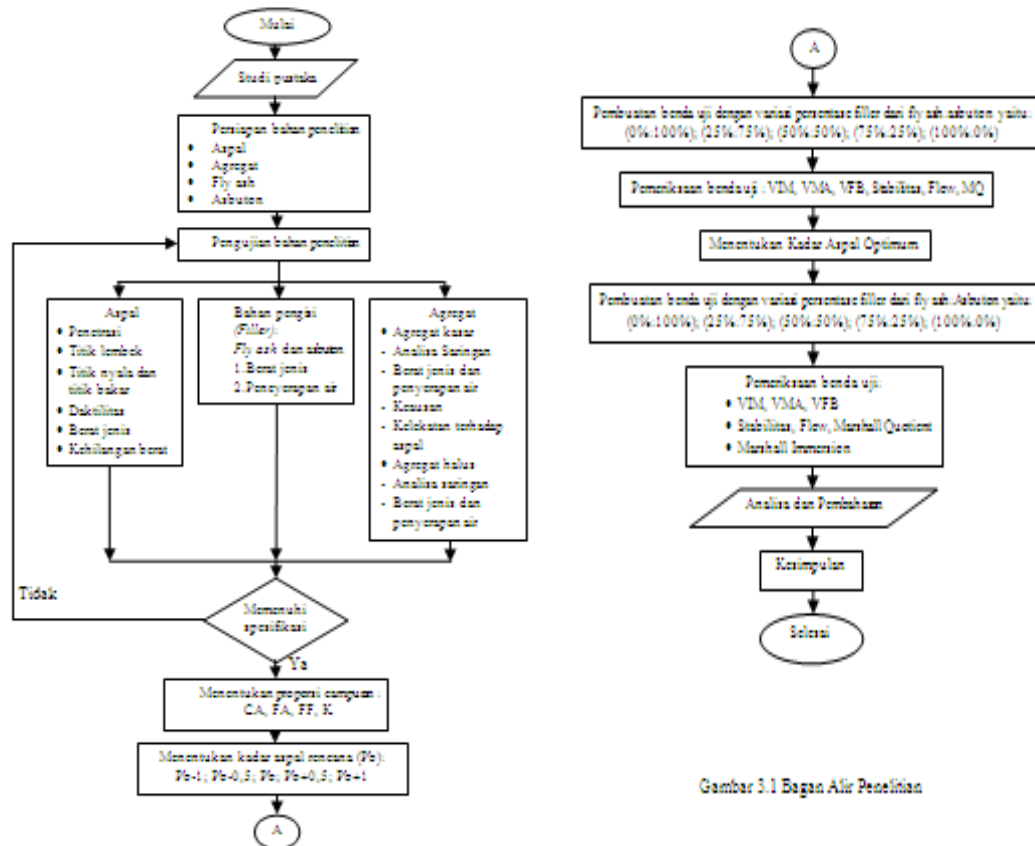 Mulai
Studi pustaka
Persiapan bahan penelitian
• Aspal
• Agregat
• Fly ash
• Asbuton
Pengujian bahan penelitian
Aspal
• Penetrasi
• Titik lembek
• Titik nyala dan
titik bakar
• Daktilitas
• Berat jenis
• Kehilangan berat
Bahan pengisi
(Filler):
Fly ash dan asbuton
1. Berat jenis
2. Penyerapan air
Agregat
• Agregat kasar
- Analisa Saringan
- Berat jenis dan
penyerapan air
- Keausan
- Kelekatan terhadap
aspal
• Agregat halus
- Analisa saringan
- Berat jenis dan
penyerapan air
Tidak
Memenuhi
spesifikasi
Ya
Menentukan proporsi campuan :
CA, FA, FF, K
Menentukan kadar aspal rencana (Pb):
Pb-1; Pb-0,5; Pb; Pb+0,5; Pb+1
A
A
Pembuatan benda uji dengan variasi persentase filler dari fly ash:asbuton yaitu:
(0%:100%); (25%:75%); (50%:50%); (75%:25%); (100%:0%)
Pemeriksaan benda uji : VIM, VMA, VFB, Stabilitas, Flow, MQ
Menentukan Kadar Aspal Optimum
Pembuatan benda uji dengan variasi persentase filler dari fly ash:Asbuton yaitu:
(0%:100%); (25%:75%); (50%:50%); (75%:25%); (100%:0%)
Pemeriksaan benda uji:
• VIM, VMA, VFB
• Stabilitas, Flow, Marshall Quotient
• Marshall Immersion
Analisa dan Pembahasan
Kesimpulan
Selesai
Gambar 3.1 Bagan Alir Penelitian